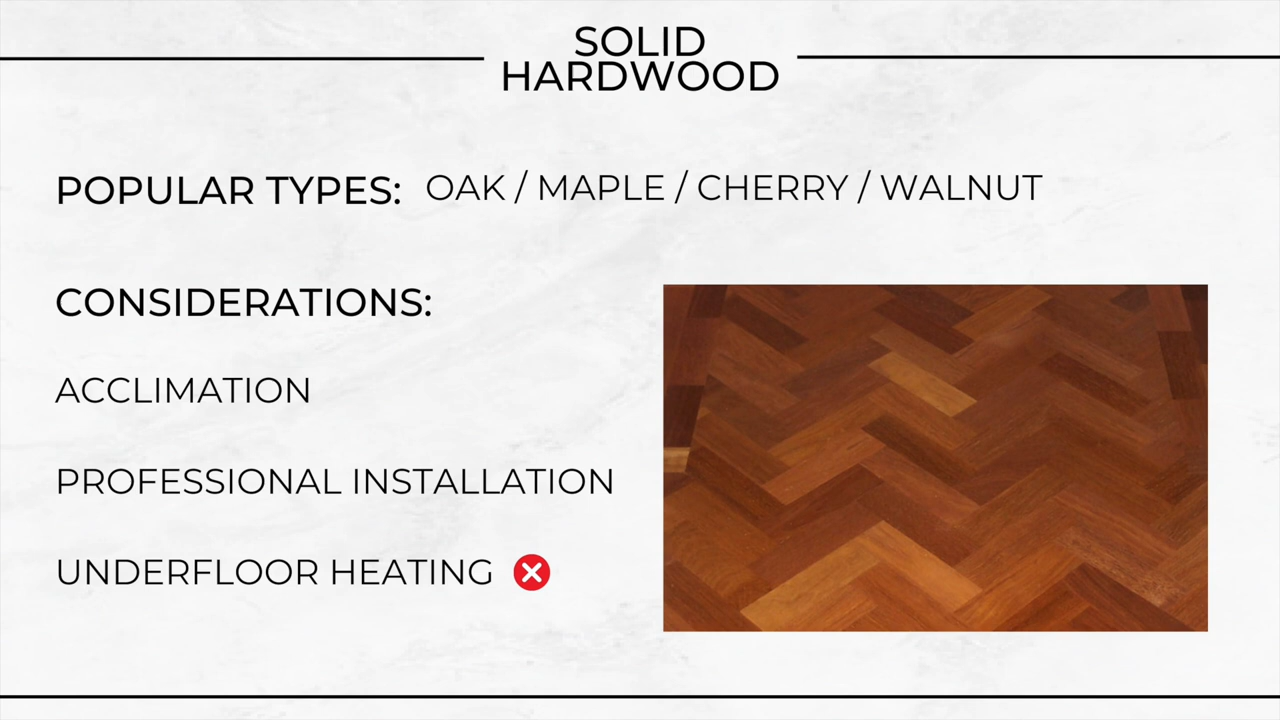 SOLID
HARDWOOD
POPULAR TYPES: OAK / MAPLE / CHERRY / WALNUT
CONSIDERATIONS:
ACCLIMATION
PROFESSIONAL INSTALLATION
UNDERFLOOR HEATING